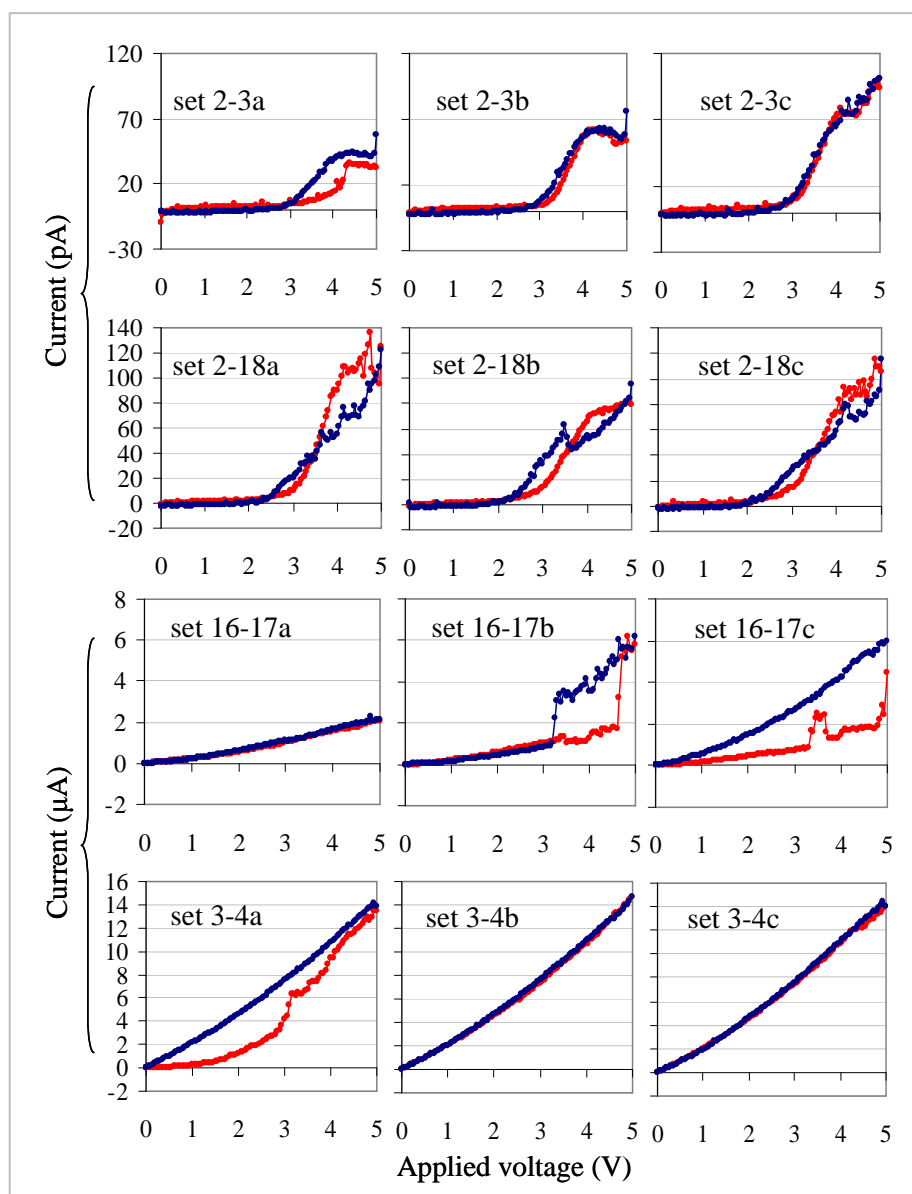 120
70
20
-30
set 2-3a
set 2-3b
set 2-3c
0 1 2 3 4 5
0 1 2 3 4 5
0 1 2 3 4 5
Current (pA)
140
120
100
80
60
40
20
0
-20
set 2-18a
set 2-18b
set 2-18c
0 1 2 3 4 5
0 1 2 3 4 5
0 1 2 3 4 5
8
6
4
2
0
-2
set 16-17a
set 16-17b
set 16-17c
0 1 2 3 4 5
0 1 2 3 4 5
0 1 2 3 4 5
Current (µA)
16
14
12
10
8
6
4
2
0
-2
set 3-4a
set 3-4b
set 3-4c
0 1 2 3 4 5
0 1 2 3 4 5
0 1 2 3 4 5
Applied voltage (V)